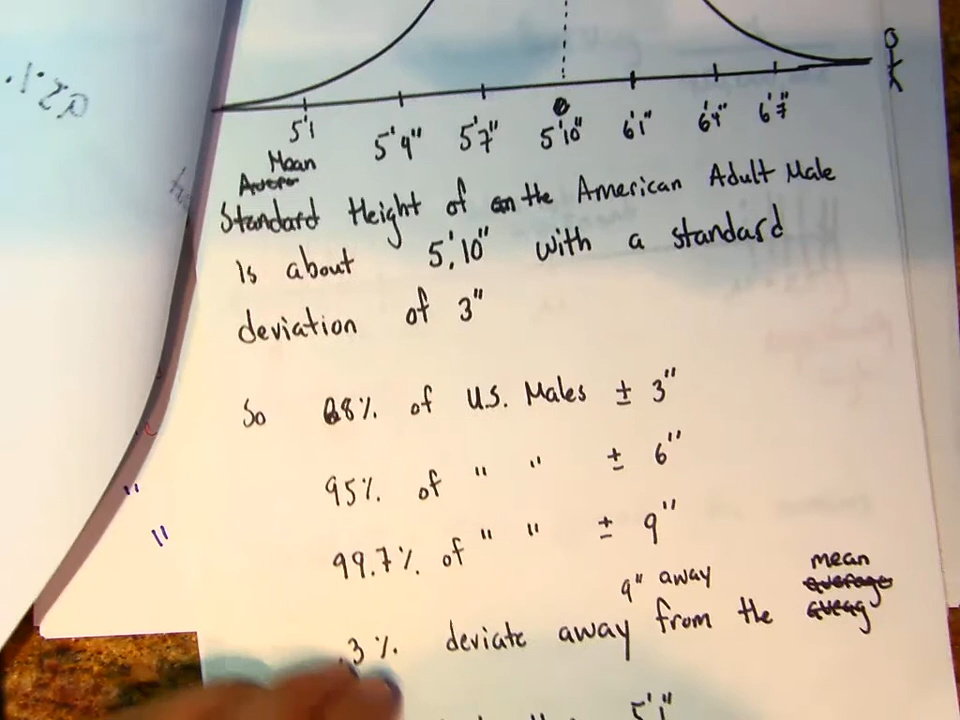 5'1 5'4" 5'7" 5'10" 6'1" 6'4" 6'7"
Mean
Standard Height of the American Adult Male
is about 5'10" with a standard
deviation of 3"
So 68% of U.S. Males ± 3"
95% of " " ± 6"
99.7% of " " ± 9"
9" away mean
.3% deviate away from the
5'1"